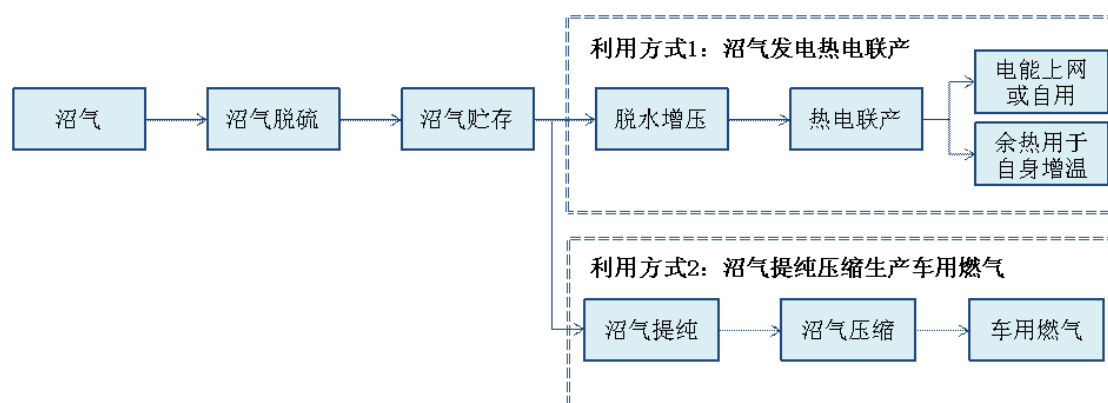 利用方式1：沼气发电热电联产
沼气
沼气脱硫
沼气贮存
脱水增压
热电联产
电能上网
或自用
余热用于
自身增温
利用方式2：沼气提纯压缩生产车用燃气
沼气提纯
沼气压缩
车用燃气